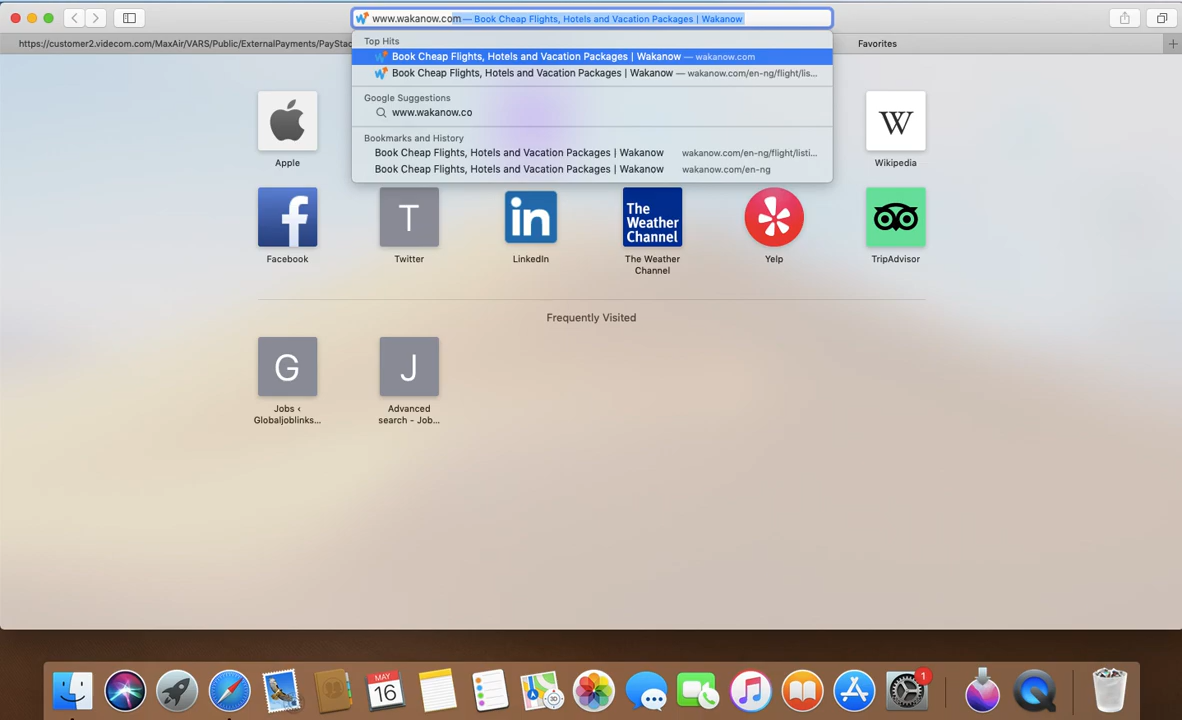 www.wakanow.com — Book Cheap Flights, Hotels and Vacation Packages | Wakanow
https://customer2.videcom.com/MaxAir/VARS/Public/ExternalPayments/PayStac
Favorites
Top Hits
Book Cheap Flights, Hotels and Vacation Packages | Wakanow — wakanow.com
Book Cheap Flights, Hotels and Vacation Packages | Wakanow — wakanow.com/en-ng/flight/lis...
Google Suggestions
www.wakanow.co
Bookmarks and History
Book Cheap Flights, Hotels and Vacation Packages | Wakanow wakanow.com/en-ng/flight/listi...
Book Cheap Flights, Hotels and Vacation Packages | Wakanow wakanow.com/en-ng
W
Apple
Wikipedia
f
T
in
The
Weather
Channel
Facebook
Twitter
LinkedIn
The Weather
Channel
Yelp
TripAdvisor
Frequently Visited
G
J
Jobs ‹
Globaljoblinks...
Advanced
search - Job...
MAY
16
3D
1